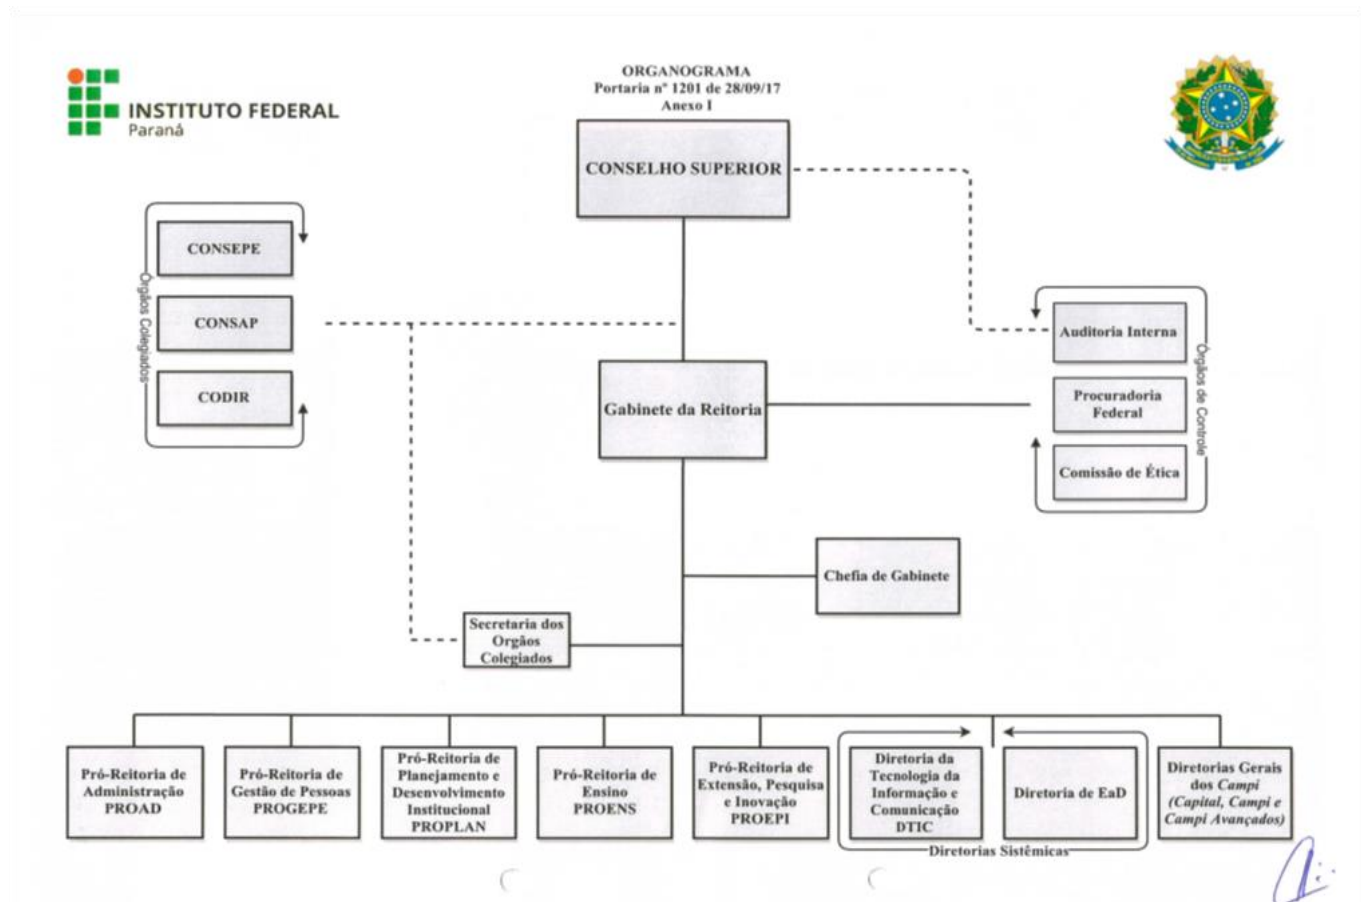 ORGANOGRAMA
Portaria nº 1201 de 28/09/17
Anexo I
INSTITUTO FEDERAL
Paraná
CONSELHO SUPERIOR
Órgãos Colegiados
CONSEPE
CONSAP
CODIR
Gabinete da Reitoria
Órgãos de Controle
Auditoria Interna
Procuradoria
Federal
Comissão de Ética
Chefia de Gabinete
Secretaria dos
Orgãos
Colegiados
Pró-Reitoria de
Administração
PROAD
Pró-Reitoria de
Gestão de Pessoas
PROGEPE
Pró-Reitoria de
Planejamento e
Desenvolvimento
Institucional
PROPLAN
Pró-Reitoria de
Ensino
PROENS
Pró-Reitoria de
Extensão, Pesquisa
e Inovação
PROEPI
Diretoria da
Tecnologia da
Informação e
Comunicação
DTIC
Diretoria de EaD
Diretorias Sistêmicas
Diretorias Gerais
dos Campi
(Capital, Campi e
Campi Avançados)